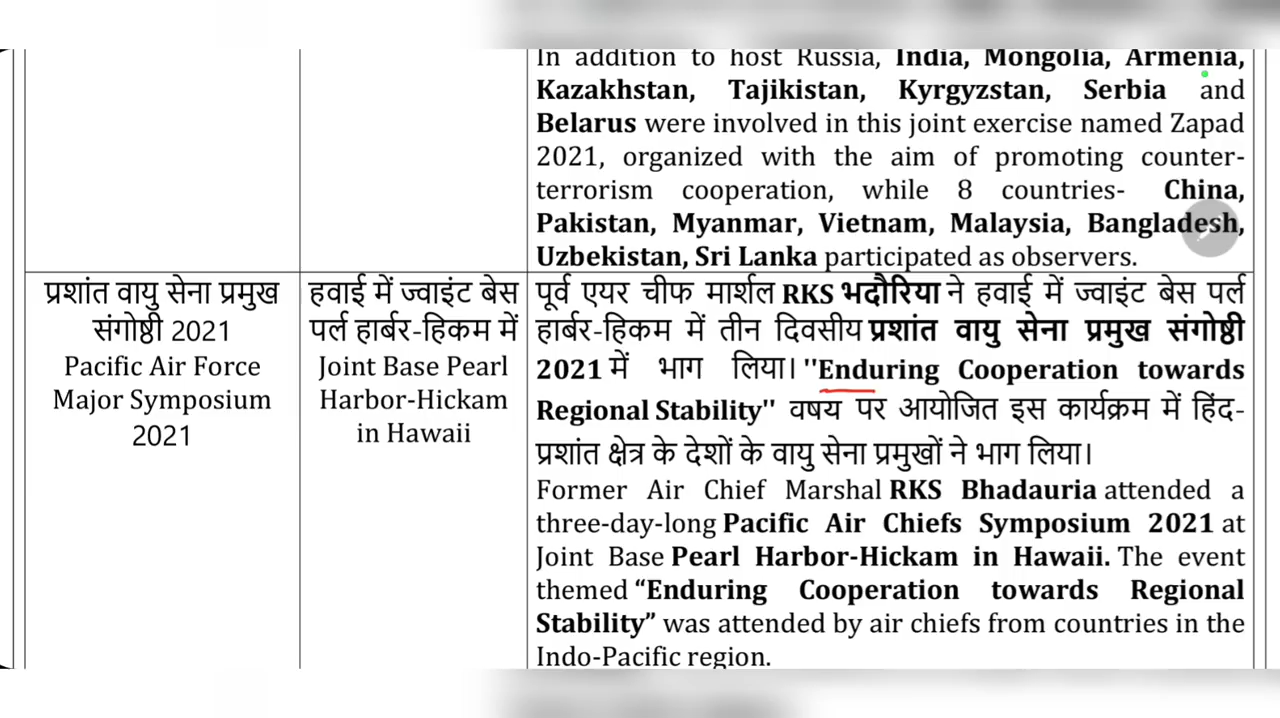 In addition to host Russia, India, Mongolia, Armenia,
Kazakhstan, Tajikistan, Kyrgyzstan, Serbia and
Belarus were involved in this joint exercise named Zapad
2021, organized with the aim of promoting counter-
terrorism cooperation, while 8 countries- China,
Pakistan, Myanmar, Vietnam, Malaysia, Bangladesh,
Uzbekistan, Sri Lanka participated as observers.
प्रशांत वायु सेना प्रमुख
संगोष्ठी 2021
Pacific Air Force
Major Symposium
2021
हवाई में ज्वाइंट बेस
पर्ल हार्बर-हिकम में
Joint Base Pearl
Harbor-Hickam
in Hawaii
पूर्व एयर चीफ मार्शल RKS भदौरिया ने हवाई में ज्वाइंट बेस पर्ल
हार्बर-हिकम में तीन दिवसीय प्रशांत वायु सेना प्रमुख संगोष्ठी
2021 में भाग लिया। "Enduring Cooperation towards
Regional Stability" वषय पर आयोजित इस कार्यक्रम में हिंद-
प्रशांत क्षेत्र के देशों के वायु सेना प्रमुखों ने भाग लिया।
Former Air Chief Marshal RKS Bhadauria attended a
three-day-long Pacific Air Chiefs Symposium 2021 at
Joint Base Pearl Harbor-Hickam in Hawaii. The event
themed “Enduring Cooperation towards Regional
Stability” was attended by air chiefs from countries in the
Indo-Pacific region.